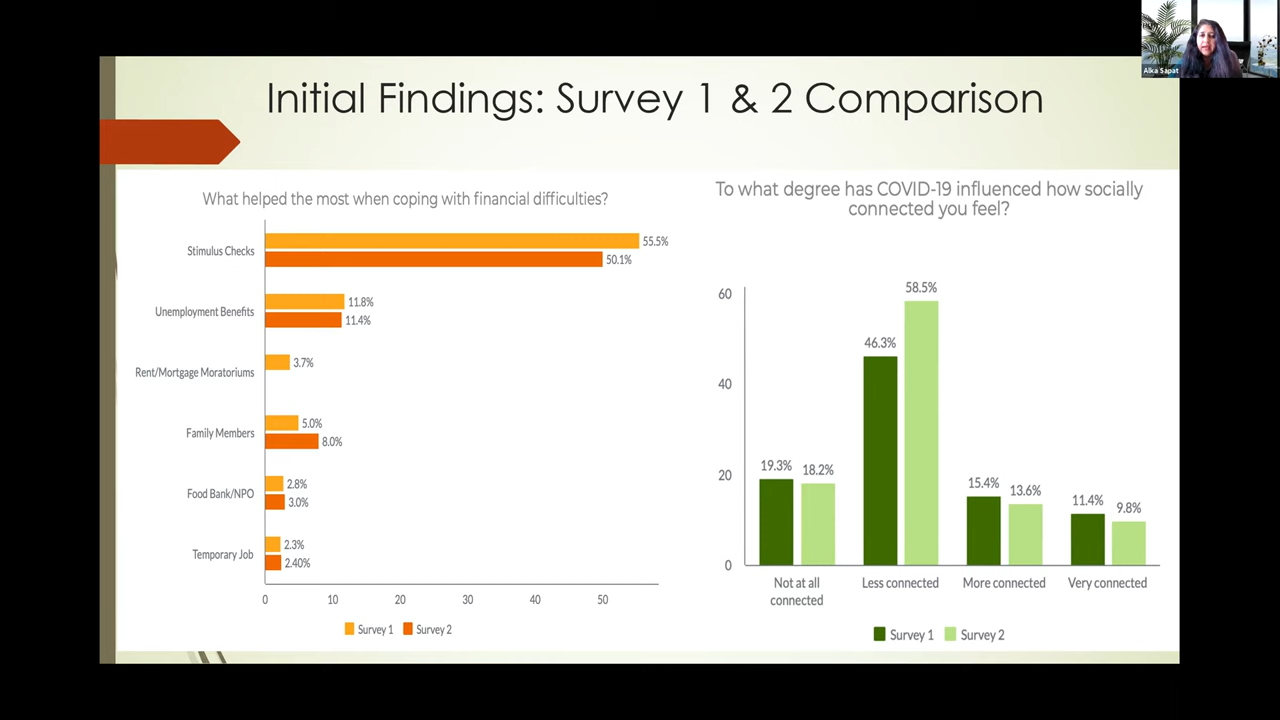 Alka Sapat
Initial Findings: Survey 1 & 2 Comparison
What helped the most when coping with financial difficulties?
Stimulus Checks
55.5%
50.1%
Unemployment Benefits
11.8%
11.4%
Rent/Mortgage Moratoriums
3.7%
Family Members
5.0%
8.0%
Food Bank/NPO
2.8%
3.0%
Temporary Job
2.3%
2.40%
0 10 20 30 40 50
Survey 1 Survey 2
To what degree has COVID-19 influenced how socially
connected you feel?
60
40
20
0
19.3% 18.2%
46.3% 58.5%
15.4% 13.6%
11.4% 9.8%
Not at all
connected
Less connected
More connected
Very connected
Survey 1 Survey 2